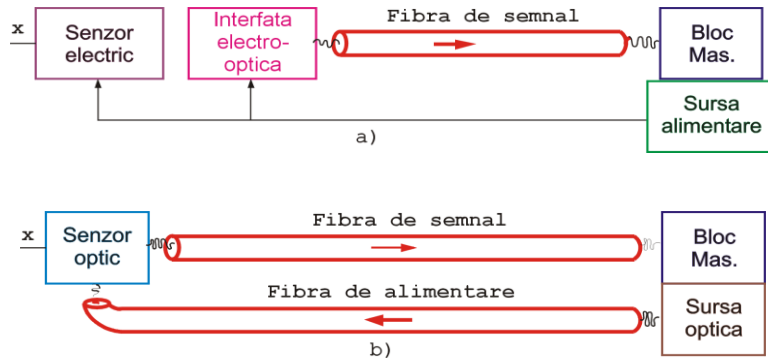 x
Senzor
electric
Interfata
electro-
optica
Fibra de semnal
Bloc
Mas.
Sursa
alimentare
a)
x
Senzor
optic
Fibra de semnal
Bloc
Mas.
Fibra de alimentare
Sursa
optica
b)